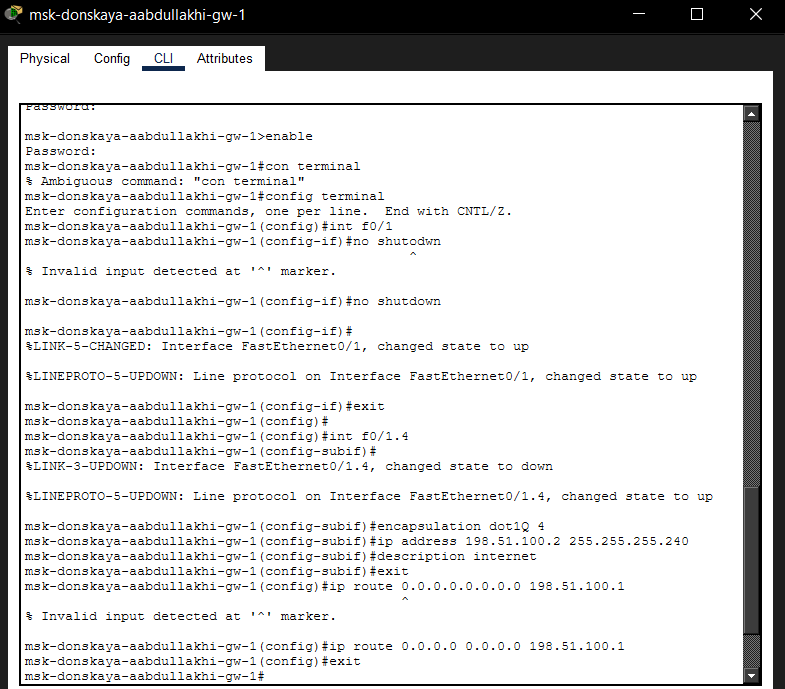 msk-donskaya-aabdullakhi-gw-1
Physical Config CLI Attributes
Password:
msk-donskaya-aabdullakhi-gw-1>enable
Password:
msk-donskaya-aabdullakhi-gw-1#con terminal
% Ambiguous command: "con terminal"
msk-donskaya-aabdullakhi-gw-1#config terminal
Enter configuration commands, one per line.  End with CNTL/Z.
msk-donskaya-aabdullakhi-gw-1(config)#int f0/1
msk-donskaya-aabdullakhi-gw-1(config-if)#no shutodwn
^
% Invalid input detected at '^' marker.
msk-donskaya-aabdullakhi-gw-1(config-if)#no shutdown
msk-donskaya-aabdullakhi-gw-1(config-if)#
%LINK-5-CHANGED: Interface FastEthernet0/1, changed state to up
%LINEPROTO-5-UPDOWN: Line protocol on Interface FastEthernet0/1, changed state to up
msk-donskaya-aabdullakhi-gw-1(config-if)#exit
msk-donskaya-aabdullakhi-gw-1(config)#
msk-donskaya-aabdullakhi-gw-1(config)#int f0/1.4
msk-donskaya-aabdullakhi-gw-1(config-subif)#
%LINK-3-UPDOWN: Interface FastEthernet0/1.4, changed state to down
%LINEPROTO-5-UPDOWN: Line protocol on Interface FastEthernet0/1.4, changed state to up
msk-donskaya-aabdullakhi-gw-1(config-subif)#encapsulation dot1Q 4
msk-donskaya-aabdullakhi-gw-1(config-subif)#ip address 198.51.100.2 255.255.255.240
msk-donskaya-aabdullakhi-gw-1(config-subif)#description internet
msk-donskaya-aabdullakhi-gw-1(config-subif)#exit
msk-donskaya-aabdullakhi-gw-1(config)#ip route 0.0.0.0.0.0.0.0 198.51.100.1
^
% Invalid input detected at '^' marker.
msk-donskaya-aabdullakhi-gw-1(config)#ip route 0.0.0.0 0.0.0.0 198.51.100.1
msk-donskaya-aabdullakhi-gw-1(config)#exit
msk-donskaya-aabdullakhi-gw-1#